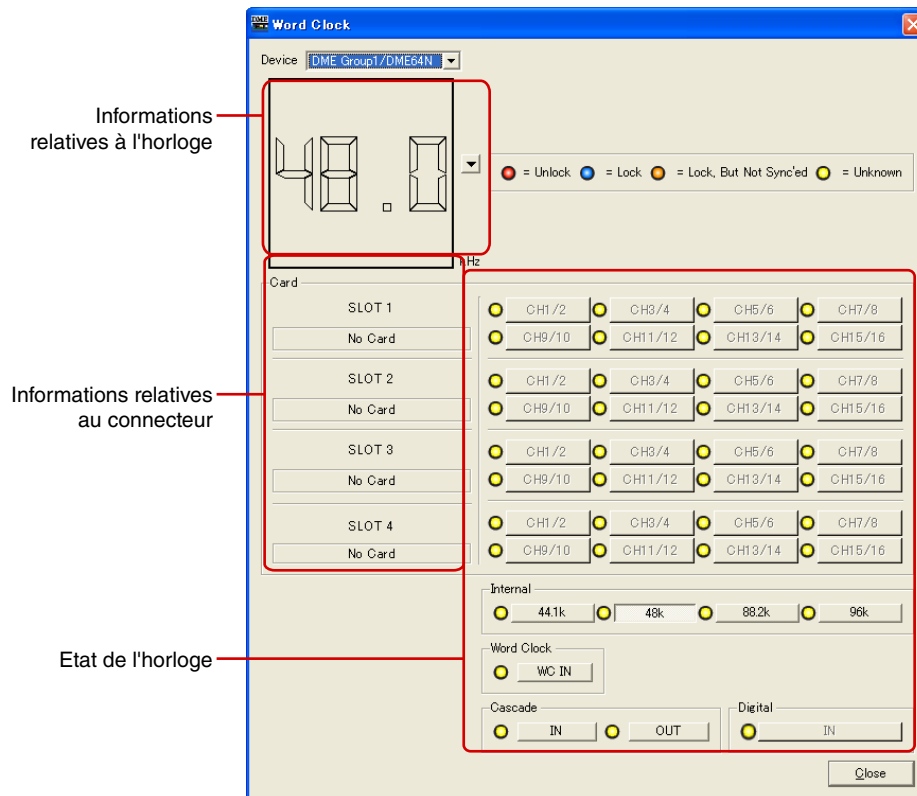 DME Word Clock
Device DME Group1/DME64N
Informations
relatives à l'horloge
48.0
kHz
= Unlock = Lock = Lock, But Not Sync'ed = Unknown
Card
Informations relatives
au connecteur
SLOT 1
No Card
CH1/2 CH3/4 CH5/6 CH7/8
CH9/10 CH11/12 CH13/14 CH15/16
SLOT 2
No Card
CH1/2 CH3/4 CH5/6 CH7/8
CH9/10 CH11/12 CH13/14 CH15/16
SLOT 3
No Card
CH1/2 CH3/4 CH5/6 CH7/8
CH9/10 CH11/12 CH13/14 CH15/16
SLOT 4
No Card
CH1/2 CH3/4 CH5/6 CH7/8
CH9/10 CH11/12 CH13/14 CH15/16
Etat de l'horloge
Internal
44.1k 48k 88.2k 96k
Word Clock
WC IN
Cascade
IN OUT
Digital
IN
Close